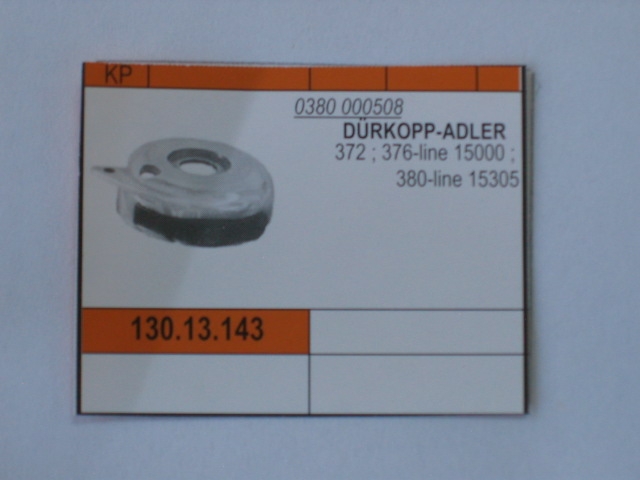 KP
0380 000508
DÜRKOPP-ADLER
372 ; 376-line 15000 ;
380-line 15305
130.13.143